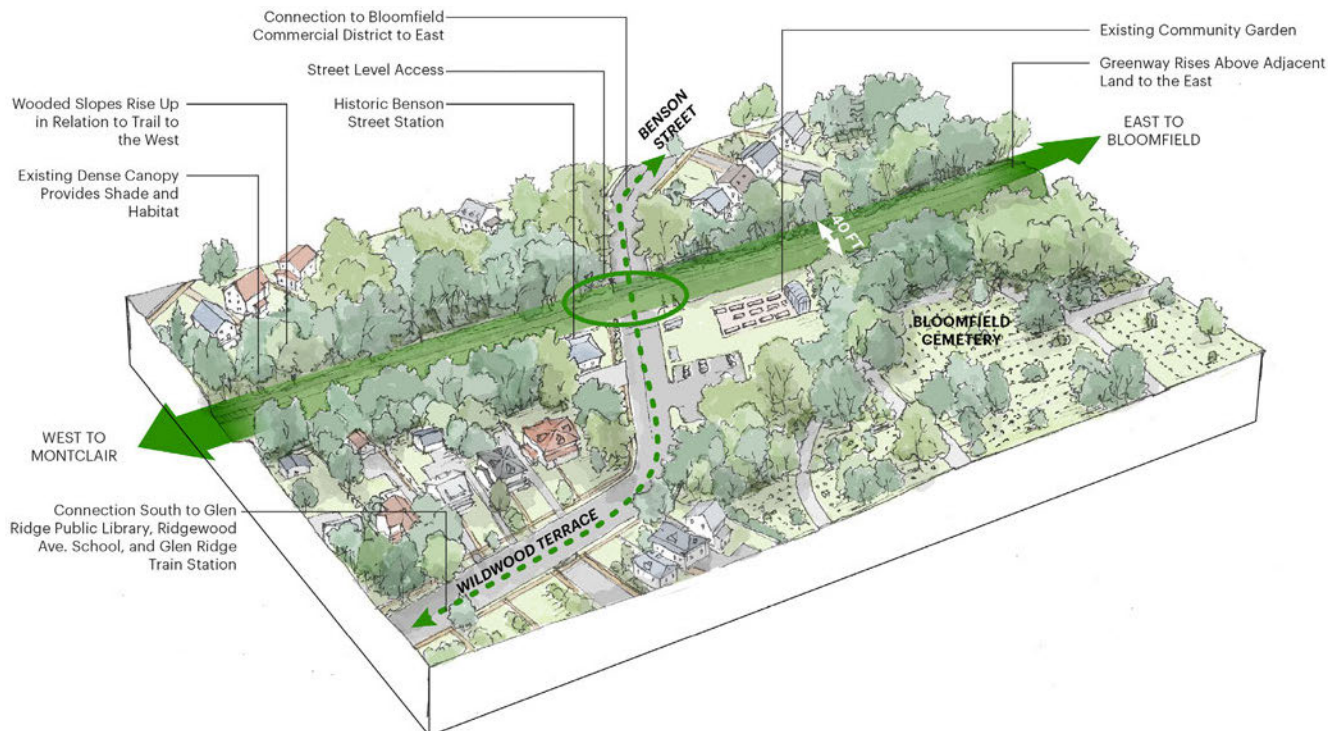 Connection to Bloomfield
Commercial District to East
Street Level Access
Historic Benson
Street Station
Wooded Slopes Rise Up
in Relation to Trail to
the West
Existing Dense Canopy
Provides Shade and
Habitat
BENSON
STREET
Existing Community Garden
Greenway Rises Above Adjacent
Land to the East
EAST TO
BLOOMFIELD
40 FT
BLOOMFIELD
CEMETERY
WEST TO
MONTCLAIR
Connection South to Glen
Ridge Public Library, Ridgewood
Ave. School, and Glen Ridge
Train Station
WILDWOOD TERRACE